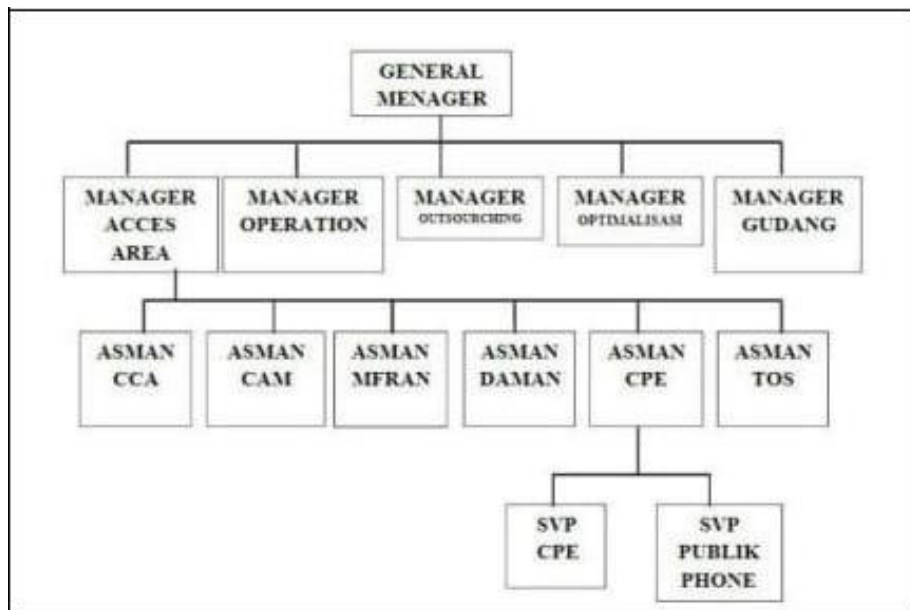 GENERAL
MENAGER
MANAGER
ACCES
AREA
MANAGER
OPERATION
MANAGER
OUTSOURCHING
MANAGER
OPTIMALISASI
MANAGER
GUDANG
ASMAN
CCA
ASMAN
CAM
ASMAN
MFRAN
ASMAN
DAMAN
ASMAN
CPE
ASMAN
TOS
SVP
CPE
SVP
PUBLIK
PHONE